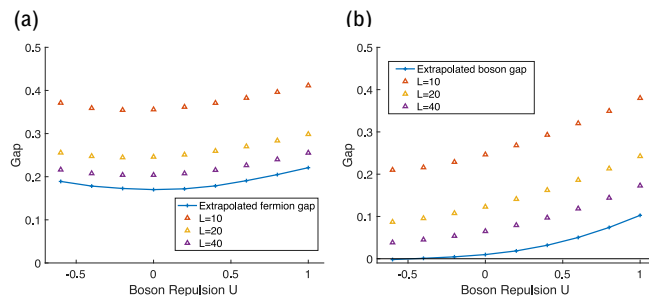 (a)
0.5
0.4
0.3
0.2
0.1
0
Gap
-0.5
0
0.5
1
Boson Repulsion U
Extrapolated fermion gap
L=10
L=20
L=40
(b)
0.5
0.4
0.3
0.2
0.1
0
Gap
-0.5
0
0.5
1
Boson Repulsion U
Extrapolated boson gap
L=10
L=20
L=40